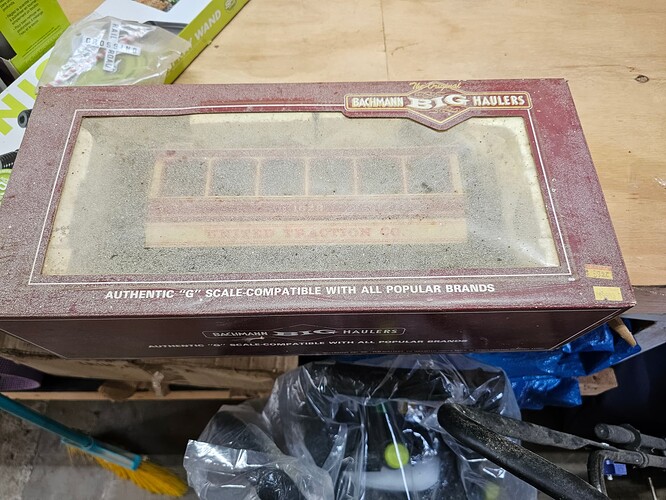 WAND
The Original
BACHMANN BIG HAULERS
UNITED TRACTION CO.
AUTHENTIC "G" SCALE-COMPATIBLE WITH ALL POPULAR BRANDS
BACHMANN BIG HAULERS
AUTHENTIC "G" SCALE-COMPATIBLE WITH ALL POPULAR BRANDS